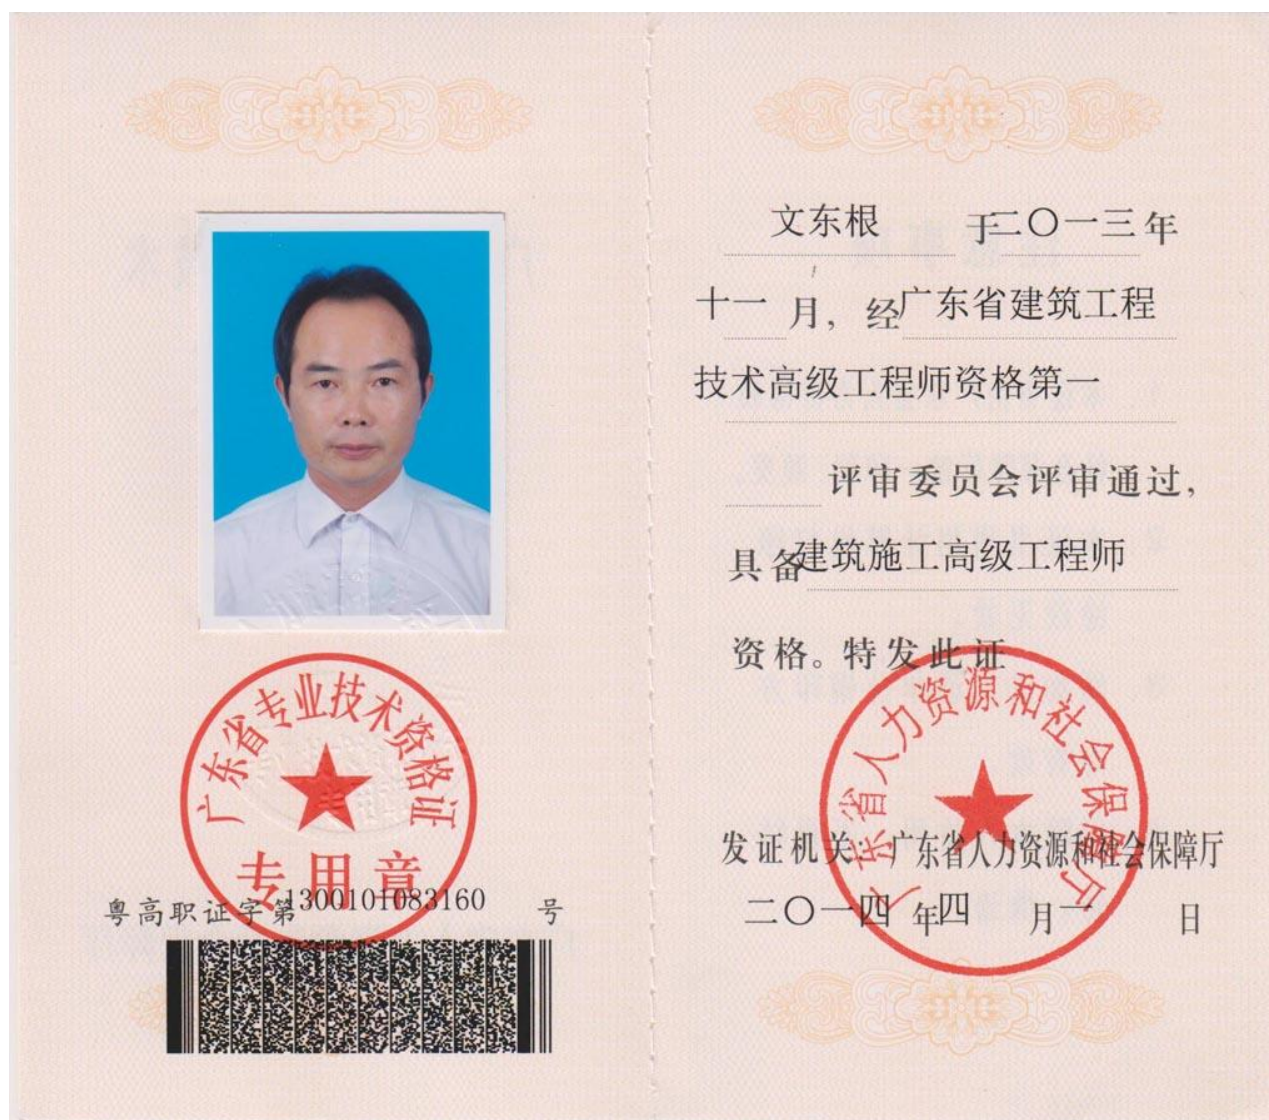 广东省专业技术资格证
专用章
粤高职证字第1300101083160号
文东根 于二〇一三年
十一月，经广东省建筑工程
技术高级工程师资格第一
评审委员会评审通过，
具备建筑施工高级工程师
资格。特发此证
广东省人力资源和社会保障厅
发证机关：广东省人力资源和社会保障厅
二〇一四年四月一日